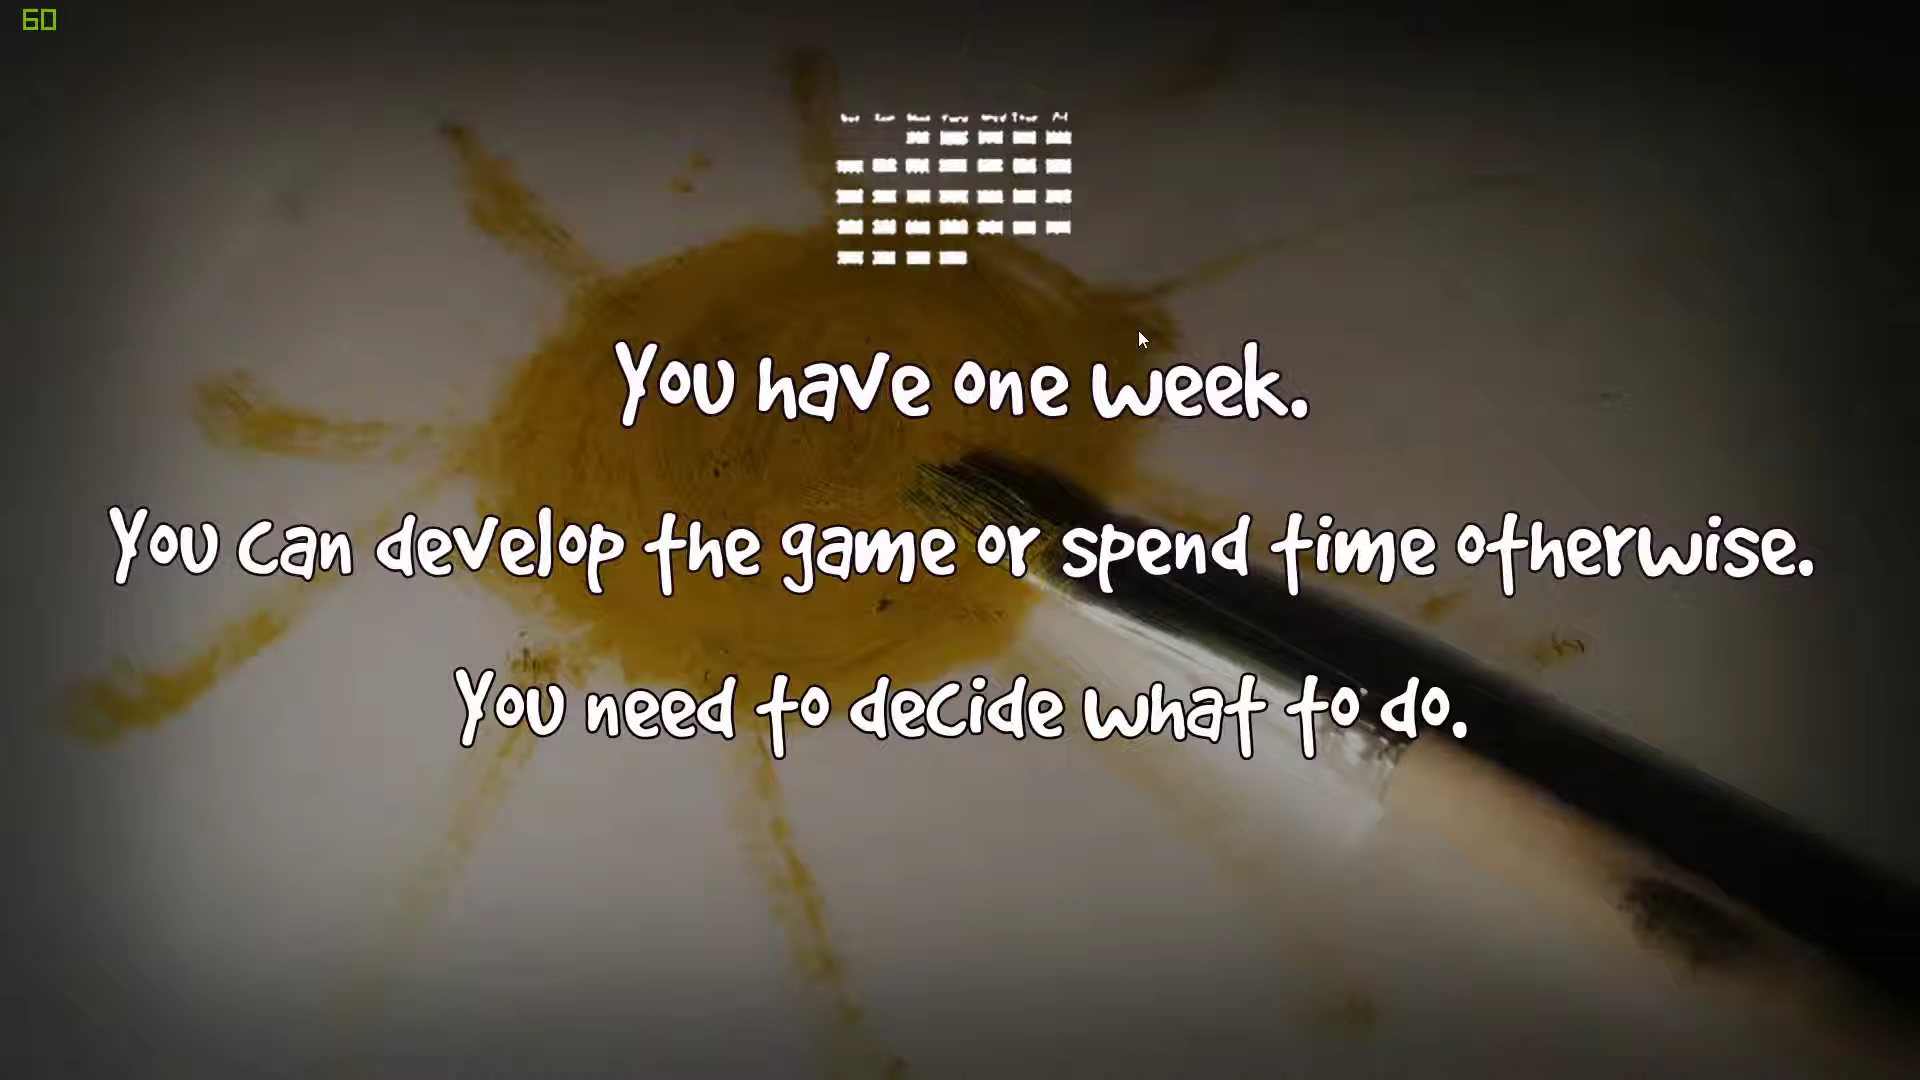 60
You have one week.
You can develop the game or spend time otherwise.
You need to decide what to do.